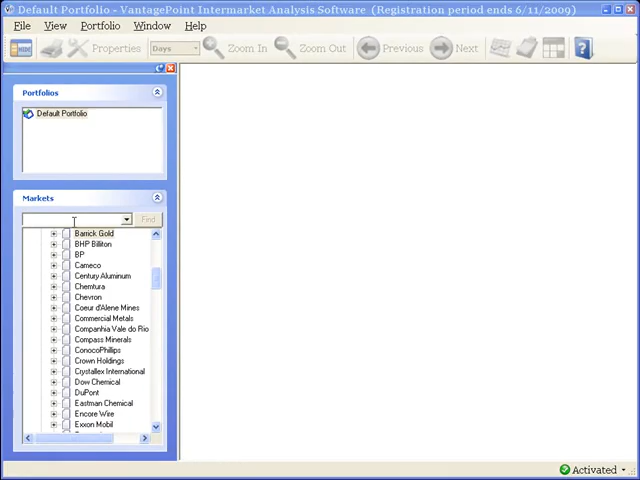 Default Portfolio - VantagePoint Intermarket Analysis Software (Registration period ends 6/11/2009)
File View Portfolio Window Help
Properties Days Zoom In Zoom Out Previous Next
Portfolios
Default Portfolio
Markets
Find
Barrick Gold
BHP Billiton
BP
Cameco
Century Aluminum
Chemtura
Chevron
Coeur d'Alene Mines
Commercial Metals
Companhia Vale do Rio
Compass Minerals
ConocoPhillips
Crown Holdings
Crystallex International
Dow Chemical
DuPont
Eastman Chemical
Encore Wire
Exxon Mobil
Activated